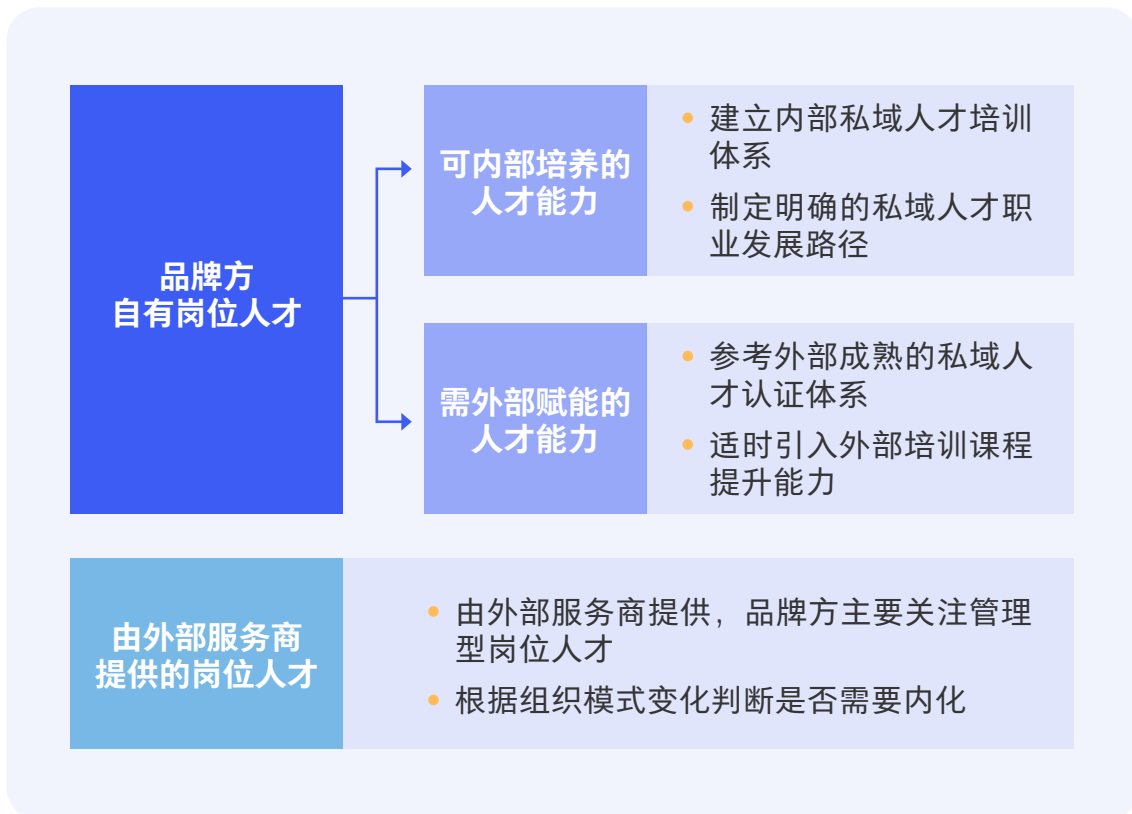 品牌方
自有岗位人才
可内部培养的
人才能力
建立内部私域人才培训
体系
制定明确的私域人才职
业发展路径
需外部赋能的
人才能力
参考外部成熟的私域人
才认证体系
适时引入外部培训课程
提升能力
由外部服务商
提供的岗位人才
由外部服务商提供，品牌方主要关注管理
型岗位人才
根据组织模式变化判断是否需要内化